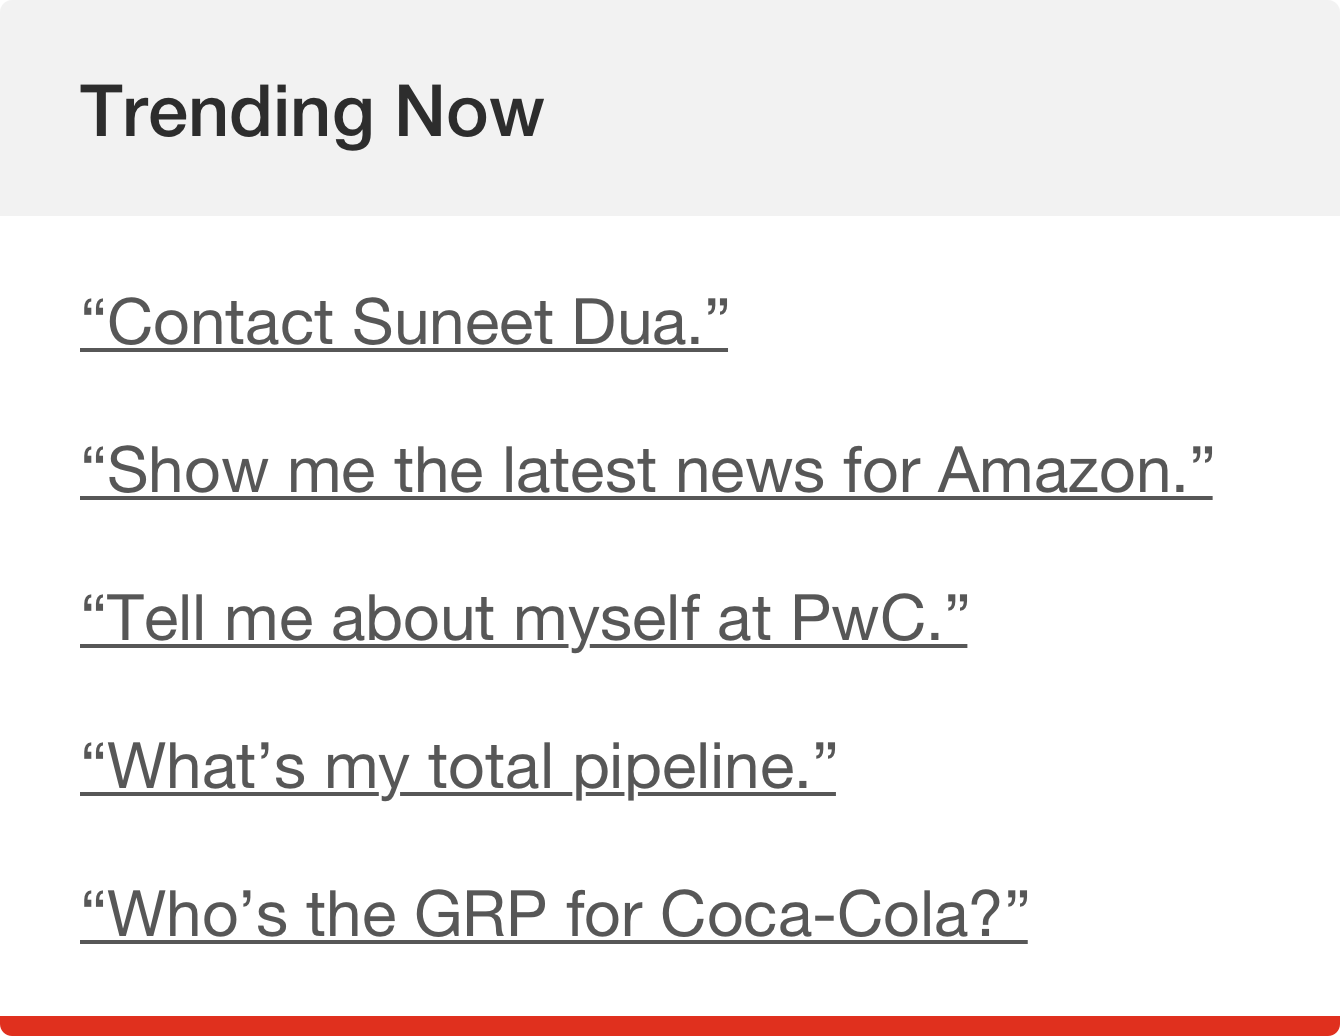 Trending Now
“Contact Suneet Dua.”
“Show me the latest news for Amazon.”
“Tell me about myself at PwC.”
“What’s my total pipeline.”
“Who’s the GRP for Coca-Cola?”